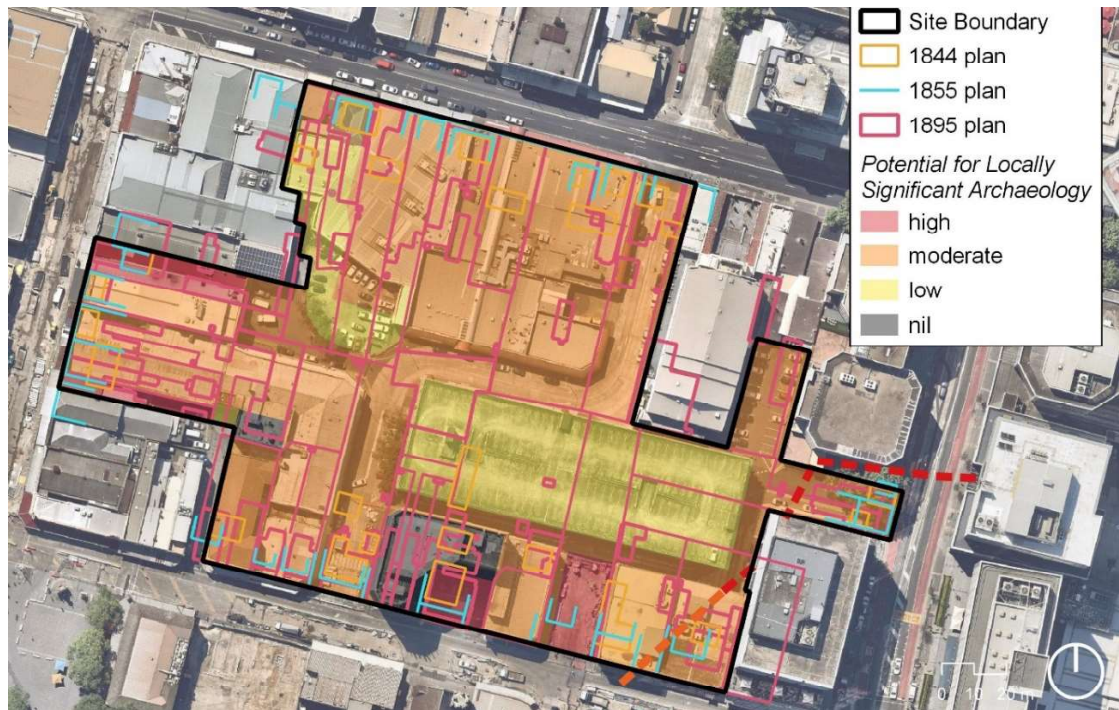 Site Boundary
1844 plan
1855 plan
1895 plan
Potential for Locally
Significant Archaeology
high
moderate
low
nil
0 10 20m